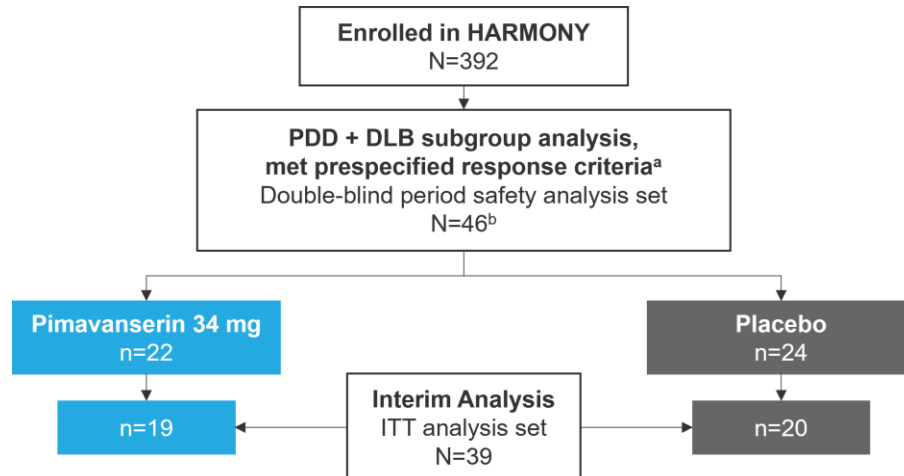 Enrolled in HARMONY
N=392
PDD + DLB subgroup analysis,
met prespecified response criteriaᵃ
Double-blind period safety analysis set
N=46ᵇ
Pimavanserin 34 mg
n=22
Placebo
n=24
n=19
Interim Analysis
ITT analysis set
N=39
n=20